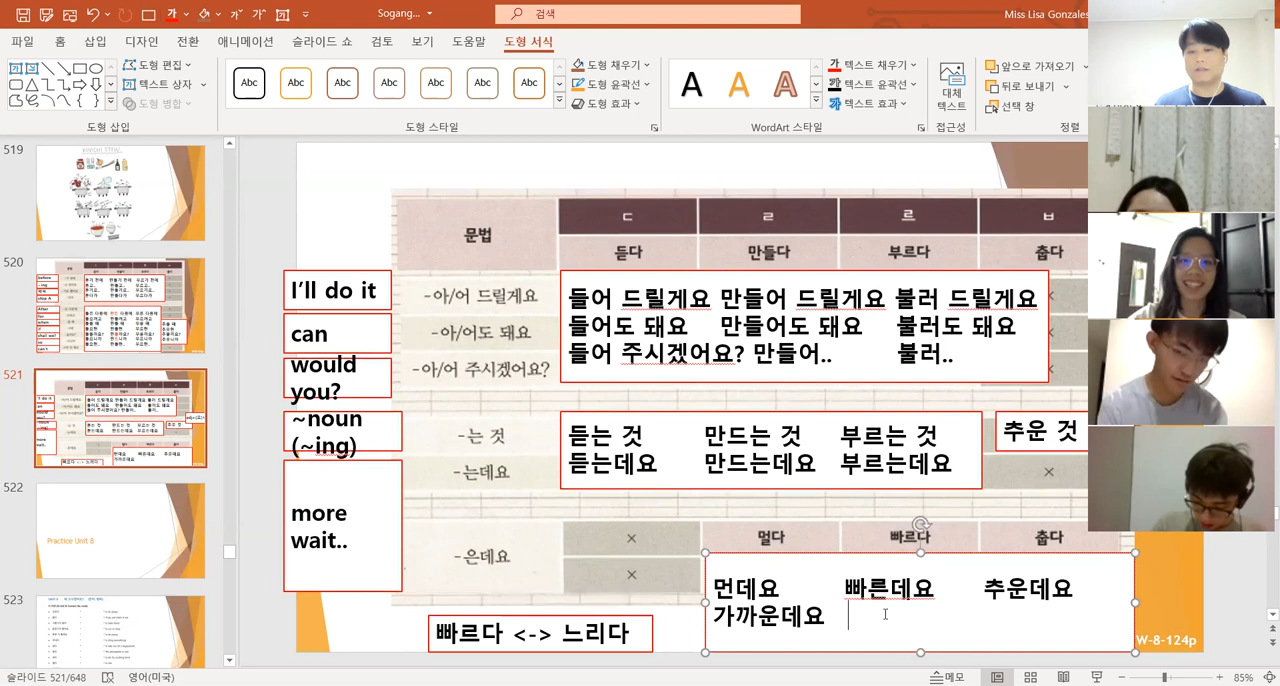 Sogang...
검색
Miss Lisa Gonzales
파일 홈 삽입 디자인 전환 애니메이션 슬라이드 쇼 검토 보기 도움말 도형 서식
도형 편집
텍스트 상자
도형 병합
도형 삽입
Abc Abc Abc Abc Abc Abc Abc
도형 채우기
도형 윤곽선
도형 효과
도형 스타일
A A A
텍스트 채우기
텍스트 윤곽선
텍스트 효과
WordArt 스타일
대체 텍스트
접근성
앞으로 가져오기
뒤로 보내기
선택 창
정렬
519
520
521
522
Practice Unit 8
523
문법 ㄷ ㄹ 르 ㅂ
듣다 만들다 부르다 춥다
I'll do it
can
would you?
~noun (~ing)
more wait..
-아/어 드릴게요
-아/어도 돼요
-아/어 주시겠어요?
들어 드릴게요 만들어 드릴게요 불러 드릴게요
들어도 돼요 만들어도 돼요 불러도 돼요
들어 주시겠어요? 만들어.. 불러..
-는 것
-는데요
듣는 것 만드는 것 부르는 것
듣는데요 만드는데요 부르는데요
추운 것
×
-은데요
× 멀다 빠르다 춥다
×
먼데요 빠른데요 추운데요
가까운데요
빠르다 <-> 느리다
W-8-124p
슬라이드 521/648 영어(미국) 메모 85%